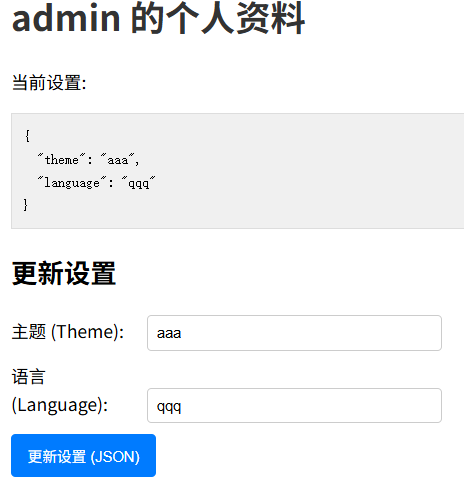 admin 的个人资料
当前设置:
{
  "theme": "aaa",
  "language": "qqq"
}
更新设置
主题 (Theme): aaa
语言
(Language): qqq
更新设置 (JSON)